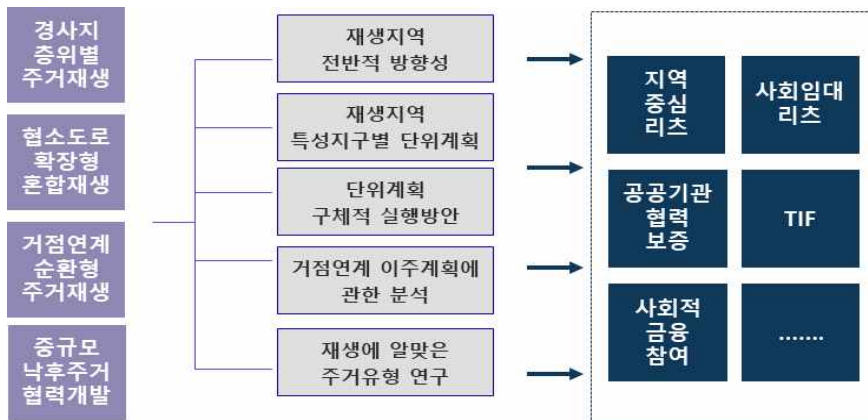 경사지
층위별
주거재생
협소도로
확장형
혼합재생
거점연계
순환형
주거재생
중규모
낙후주거
협력개발
재생지역
전반적 방향성
재생지역
특성지구별 단위계획
단위계획
구체적 실행방안
거점연계 이주계획에
관한 분석
재생에 알맞은
주거유형 연구
지역
중심
리츠
사회임대
리츠
공공기관
협력
보증
TIF
사회적
금융
참여
.......